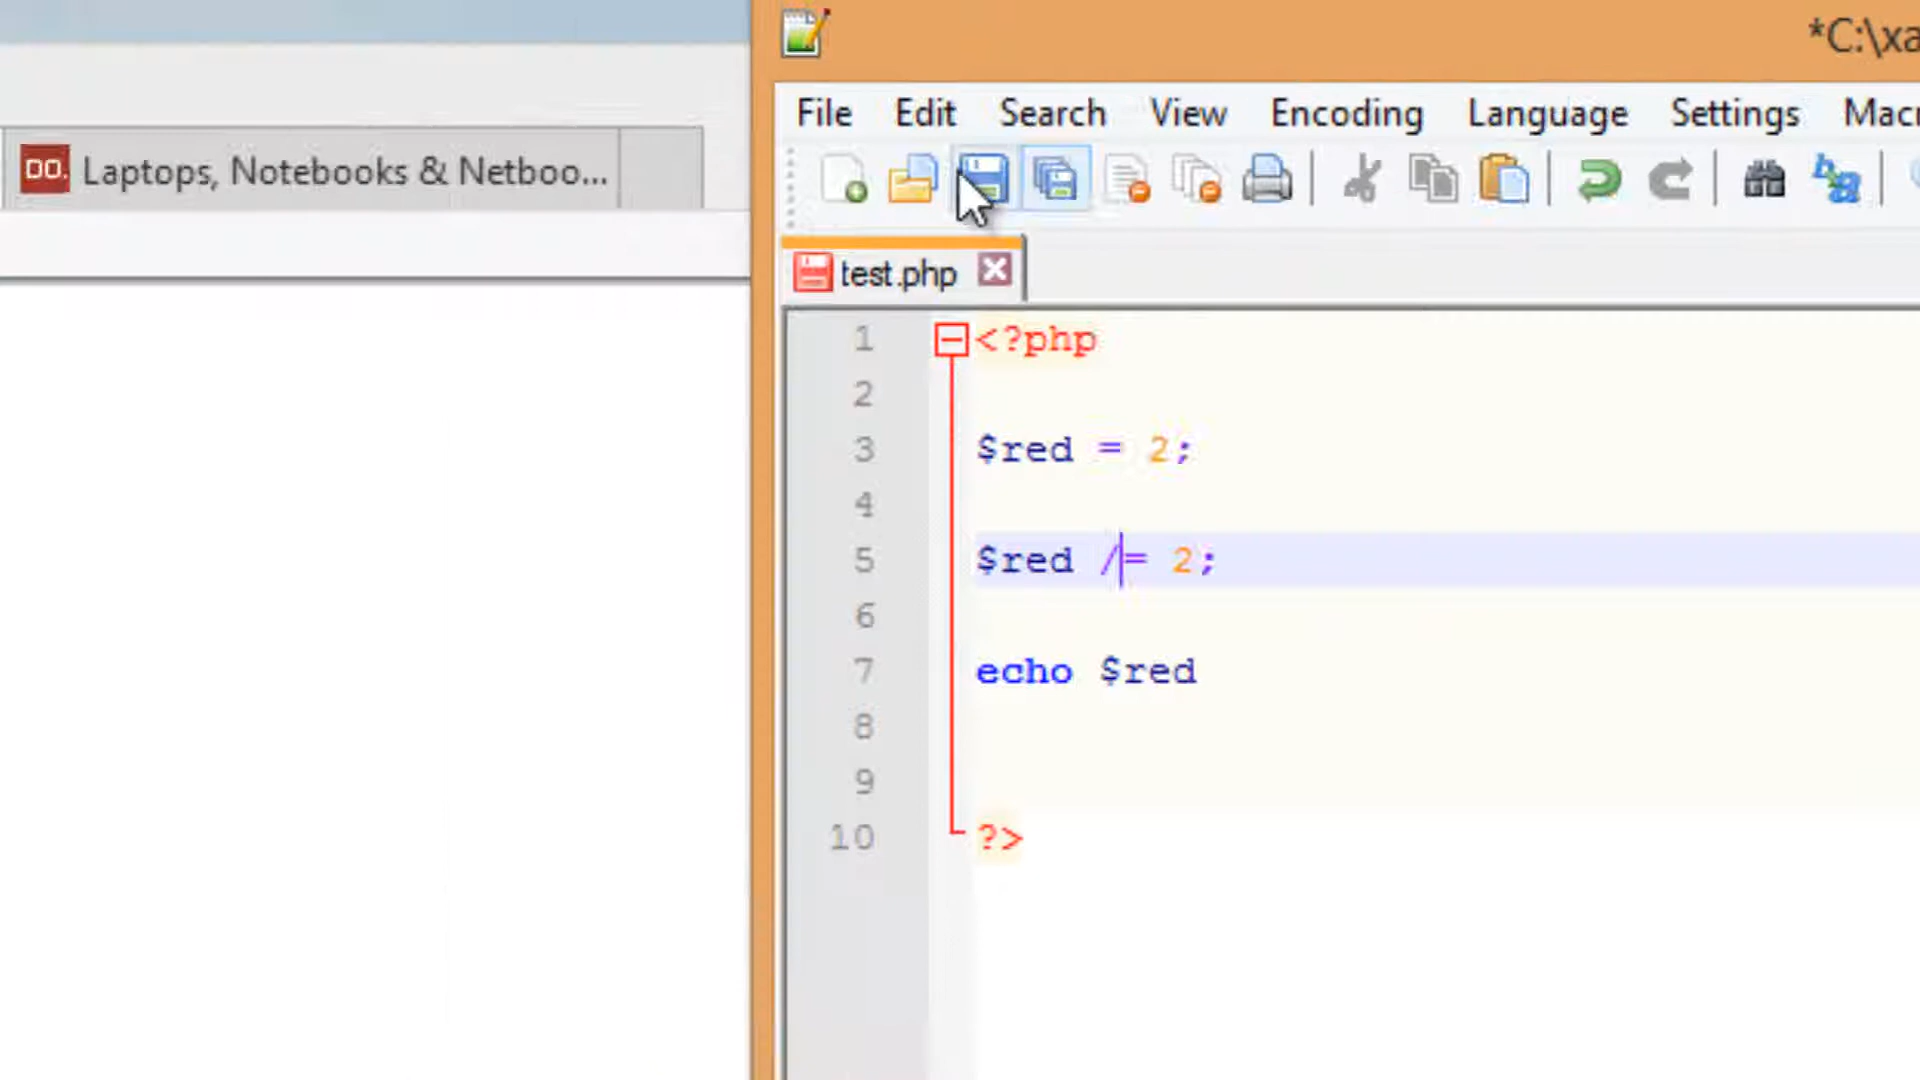 *C:\xa
File Edit Search View Encoding Language Settings Macr
DO. Laptops, Notebooks & Netboo...
test.php
1 <?php
2
3 $red = 2;
4
5 $red /= 2;
6
7 echo $red
8
9
10 ?>